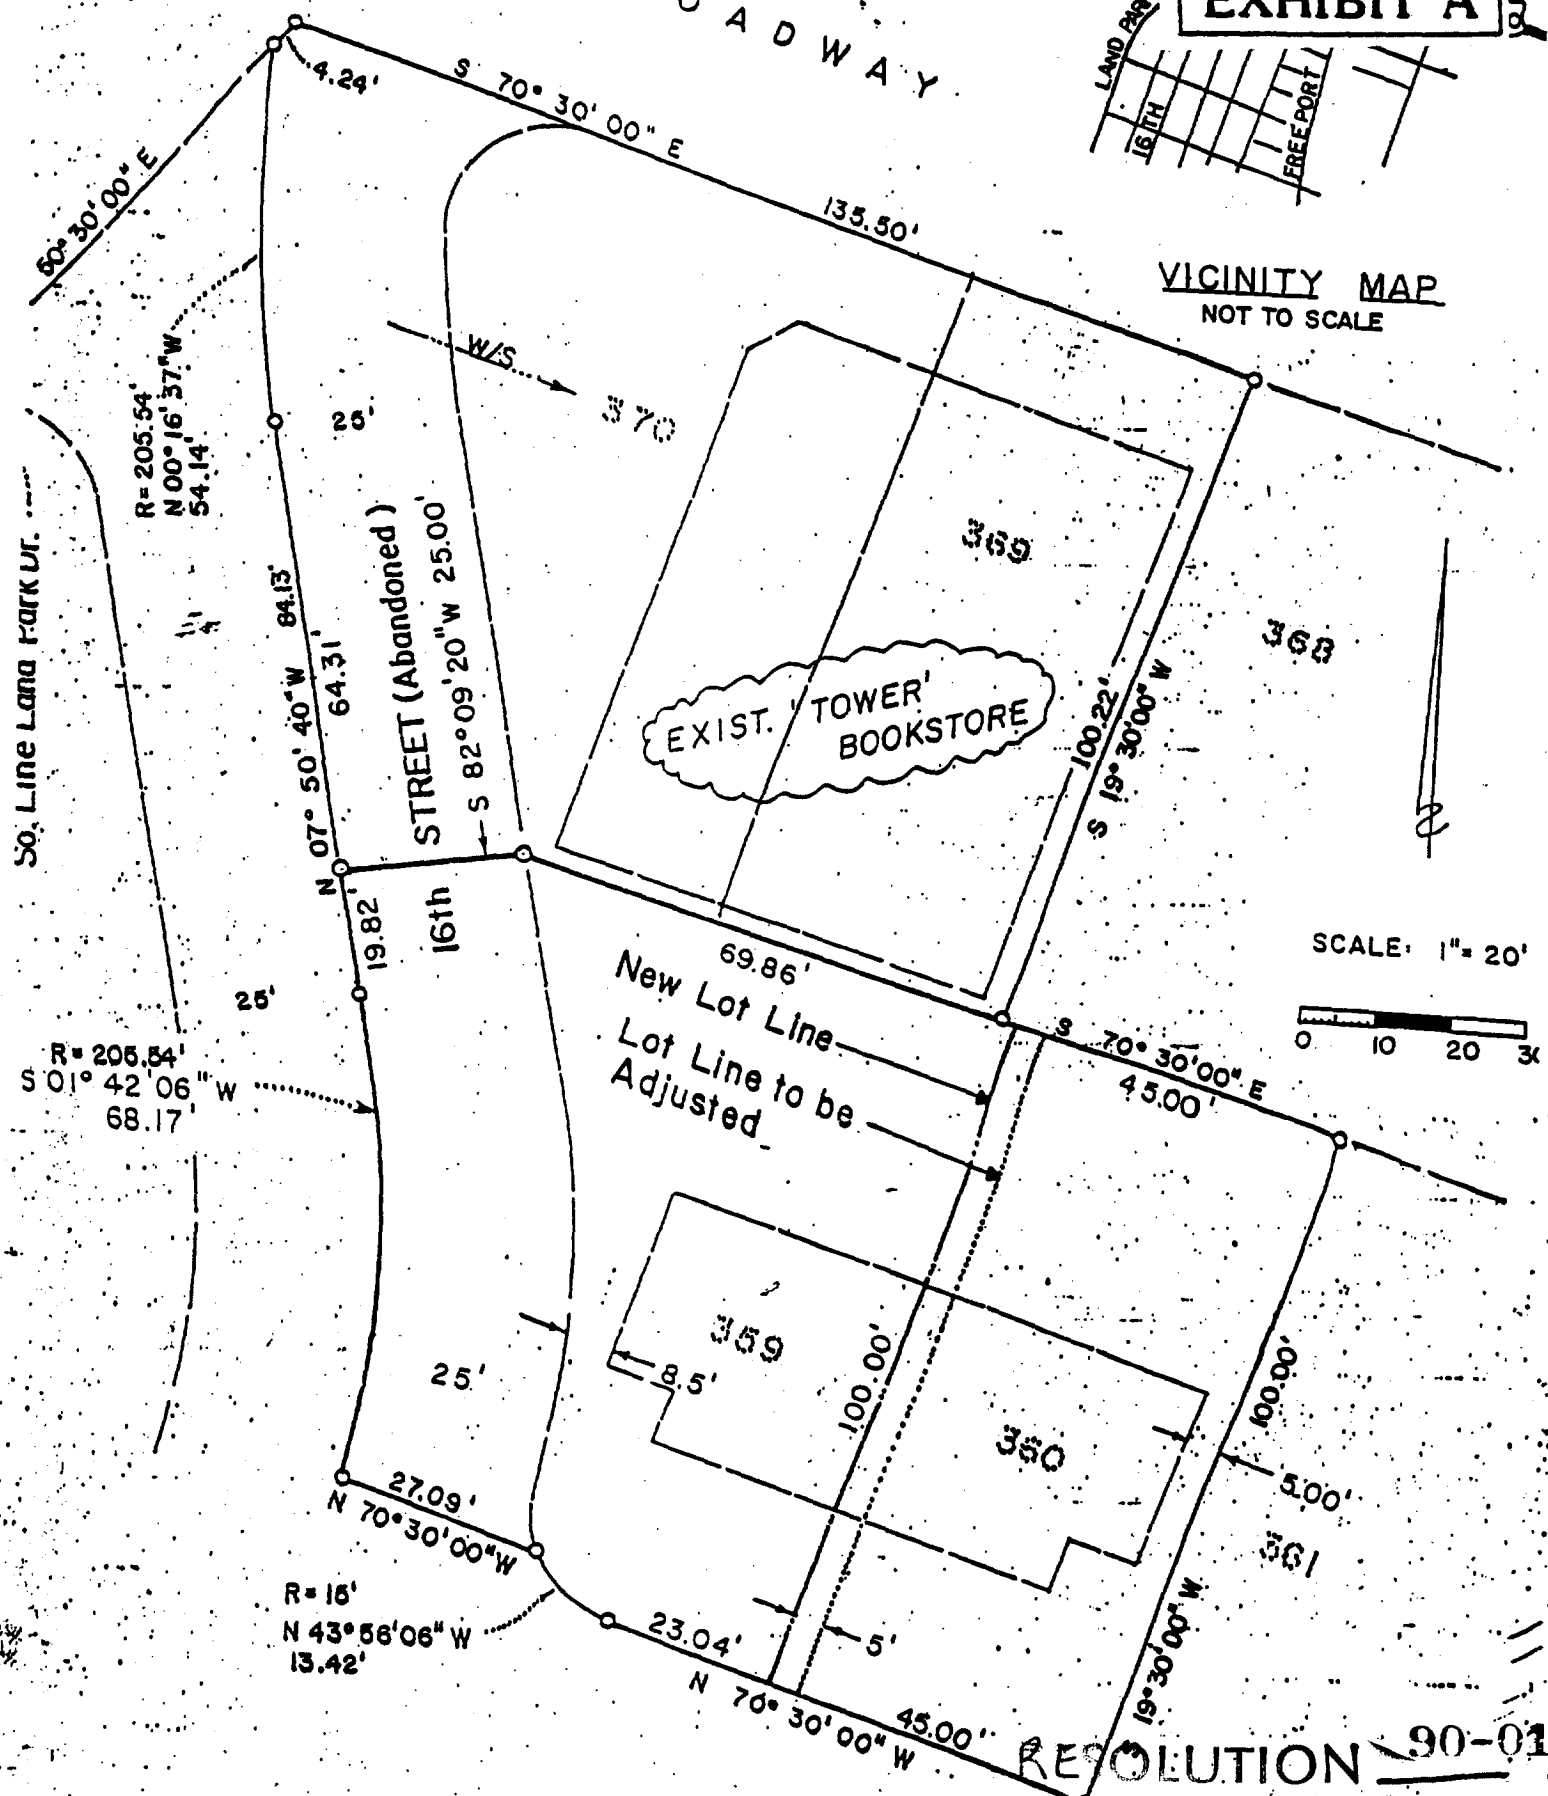 EXHIBIT A
OADWAY
LAND PAR
16 TH
FREEPORT
VICINITY MAP
NOT TO SCALE
4.24'
S 70° 30' 00" E
135.50'
50° 30' 00" E
R= 205.54'
N 00° 16' 37" W
54.14'
25'
W/S
370
369
368
So. Line Land Park Dr.
84.13'
N 07° 50' 40" W
64.31'
16th STREET (Abandoned)
S 82° 09' 20" W 25.00'
EXIST. 'TOWER'
BOOKSTORE
100.22'
S 19° 30' 00" W
19.82'
69.86'
New Lot Line
Lot Line to be
Adjusted
SCALE: 1"= 20'
0 10 20
S 70° 30' 00" E
45.00'
25'
R= 205.54'
S 01° 42' 06" W
68.17'
359
8.5'
25'
100.00'
360
100.00'
5.00'
361
27.09'
N 70° 30' 00" W
R= 15'
N 43° 56' 06" W
13.42'
23.04'
5'
N 70° 30' 00" W
45.00'
S 19° 30' 00" W
RESOLUTION 90-01